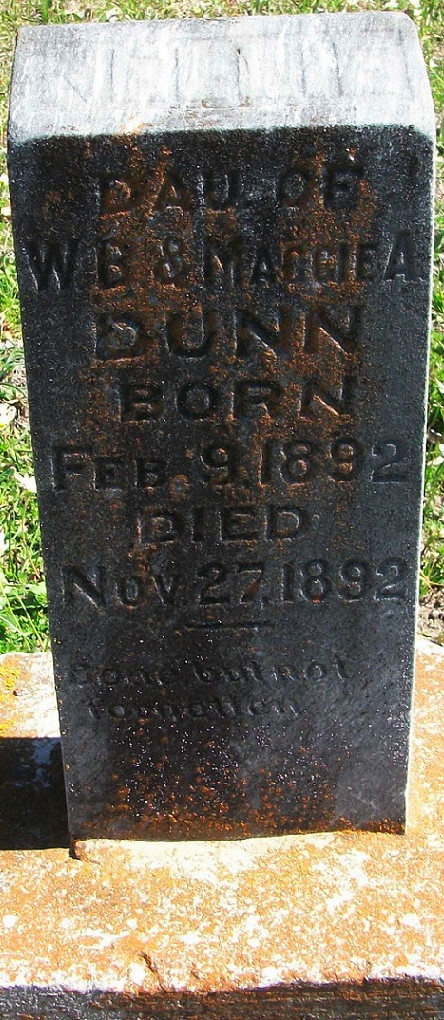 DAU. OF
W B & MAGGIE A
DUNN
BORN
FEB. 9, 1892
DIED
NOV. 27, 1892
Gone but not
forgotten